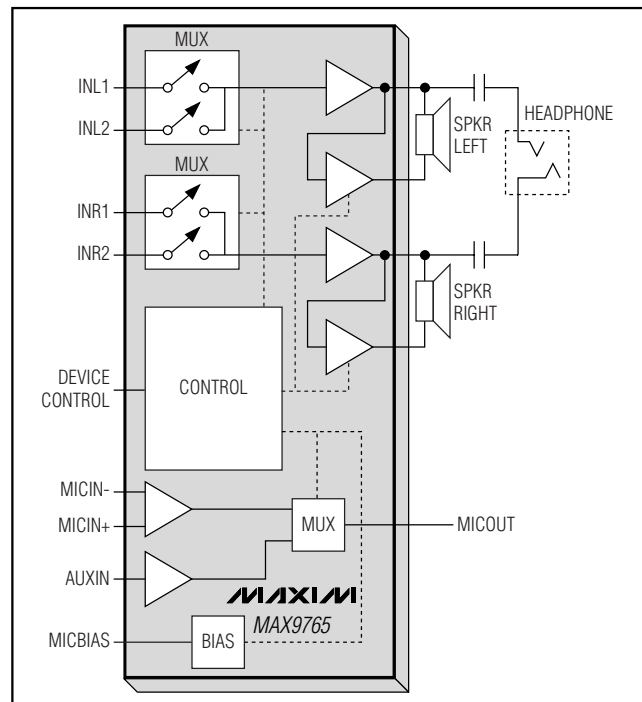 MUX
INL1
INL2
SPKR
LEFT
HEADPHONE
MUX
INR1
INR2
SPKR
RIGHT
DEVICE
CONTROL
CONTROL
MICIN-
MICIN+
MUX
MICOUT
AUXIN
MAXIM
MAX9765
MICBIAS
BIAS